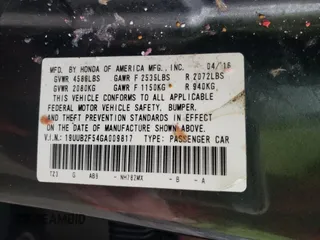 MFD. BY HONDA OF AMERICA MFG., INC. 04/16
GVWR 4586LBS GAWR F 2535LBS R 2072LBS
GVWR 2080KG GAWR F 1150KG R 940KG
THIS VEHICLE CONFORMS TO ALL APPLICABLE
FEDERAL MOTOR VEHICLE SAFETY, BUMPER,
AND THEFT PREVENTION STANDARDS IN EFFECT
ON THE DATE OF MANUFACTURE SHOWN ABOVE.
V.I.N. 19UUB2F54GA009817 TYPE: PASSENGER CAR
NH782MX - B - A